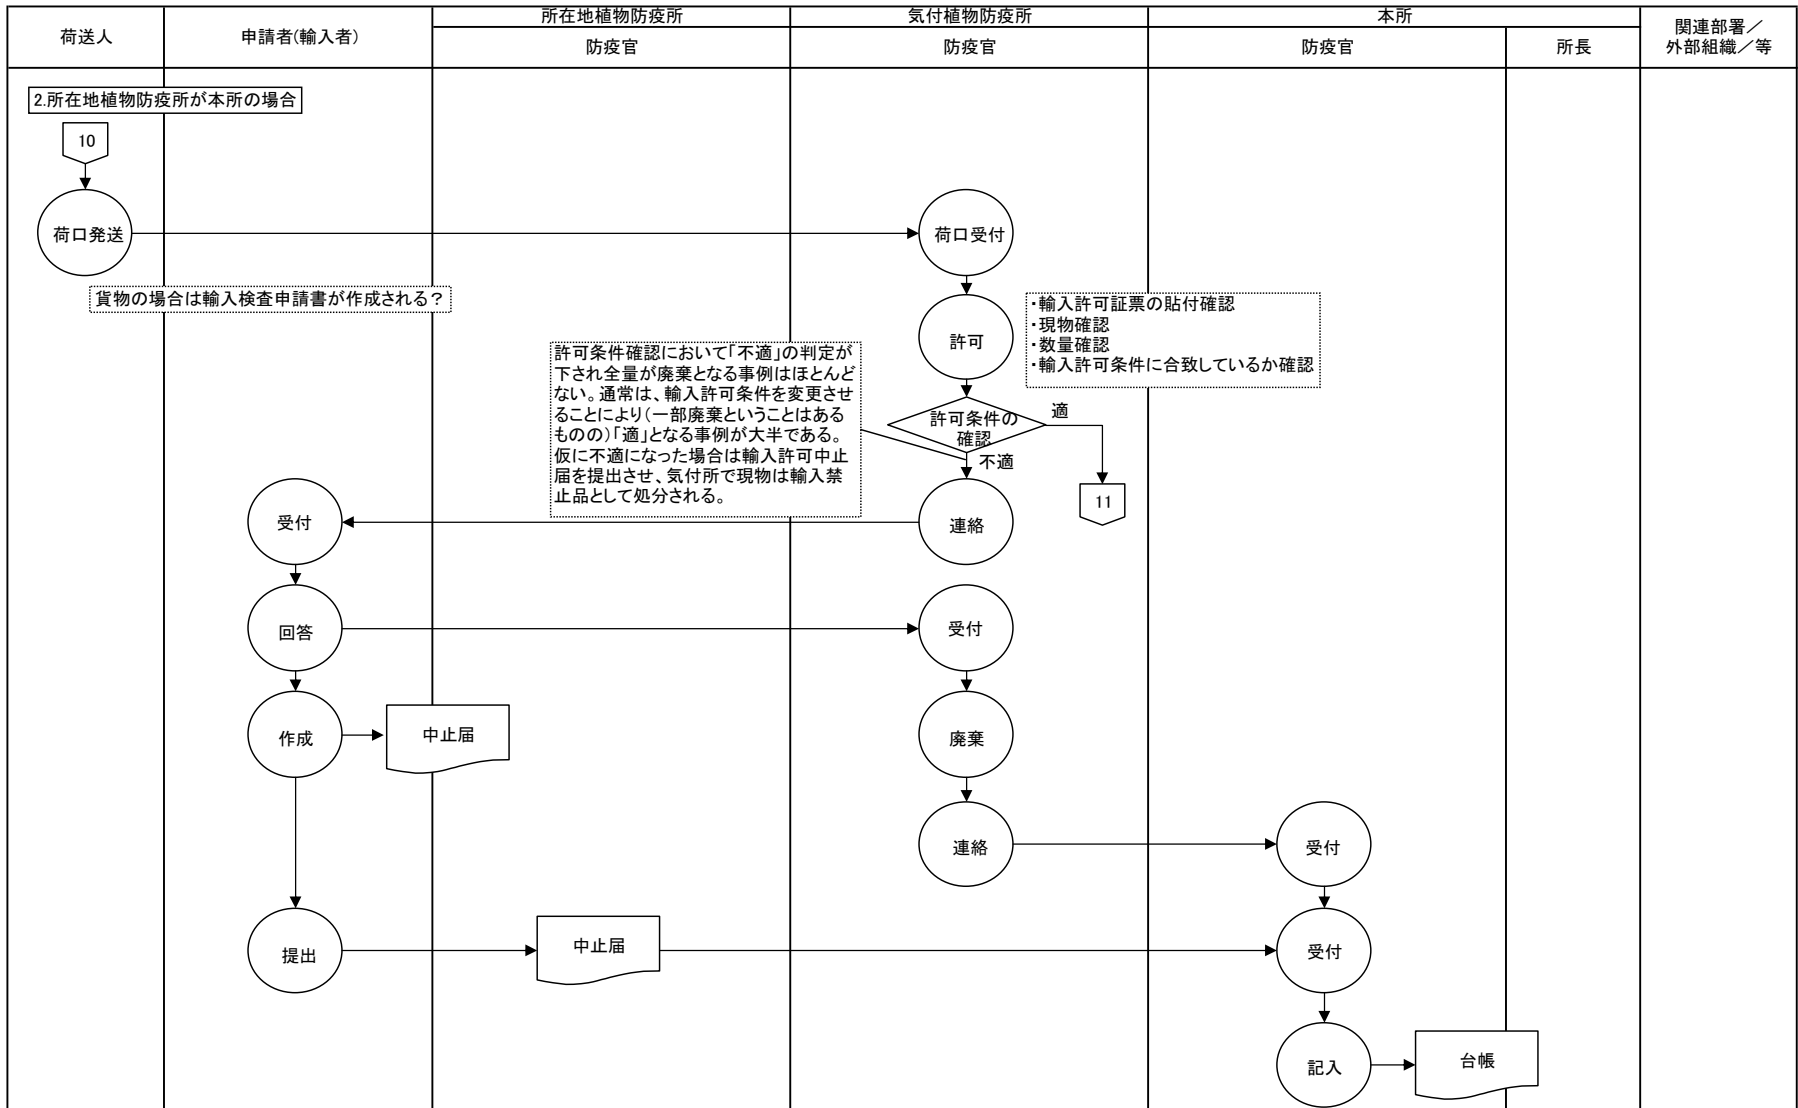 荷送人
申請者(輸入者)
所在地植物防疫所
防疫官
気付植物防疫所
防疫官
本所
防疫官
所長
関連部署／
外部組織／等
2.所在地植物防疫所が本所の場合
10
荷口発送
荷口受付
貨物の場合は輸入検査申請書が作成される？
許可
・輸入許可証票の貼付確認
・現物確認
・数量確認
・輸入許可条件に合致しているか確認
許可条件確認において「不適」の判定が
下され全量が廃棄となる事例はほとんど
ない。通常は、輸入許可条件を変更させ
ることにより（一部廃棄ということはある
ものの）「適」となる事例が大半である。
仮に不適になった場合は輸入許可中止
届を提出させ、気付所で現物は輸入禁
止品として処分される。
許可条件の
確認
適
不適
11
受付
連絡
回答
受付
作成
中止届
廃棄
連絡
受付
提出
中止届
受付
記入
台帳